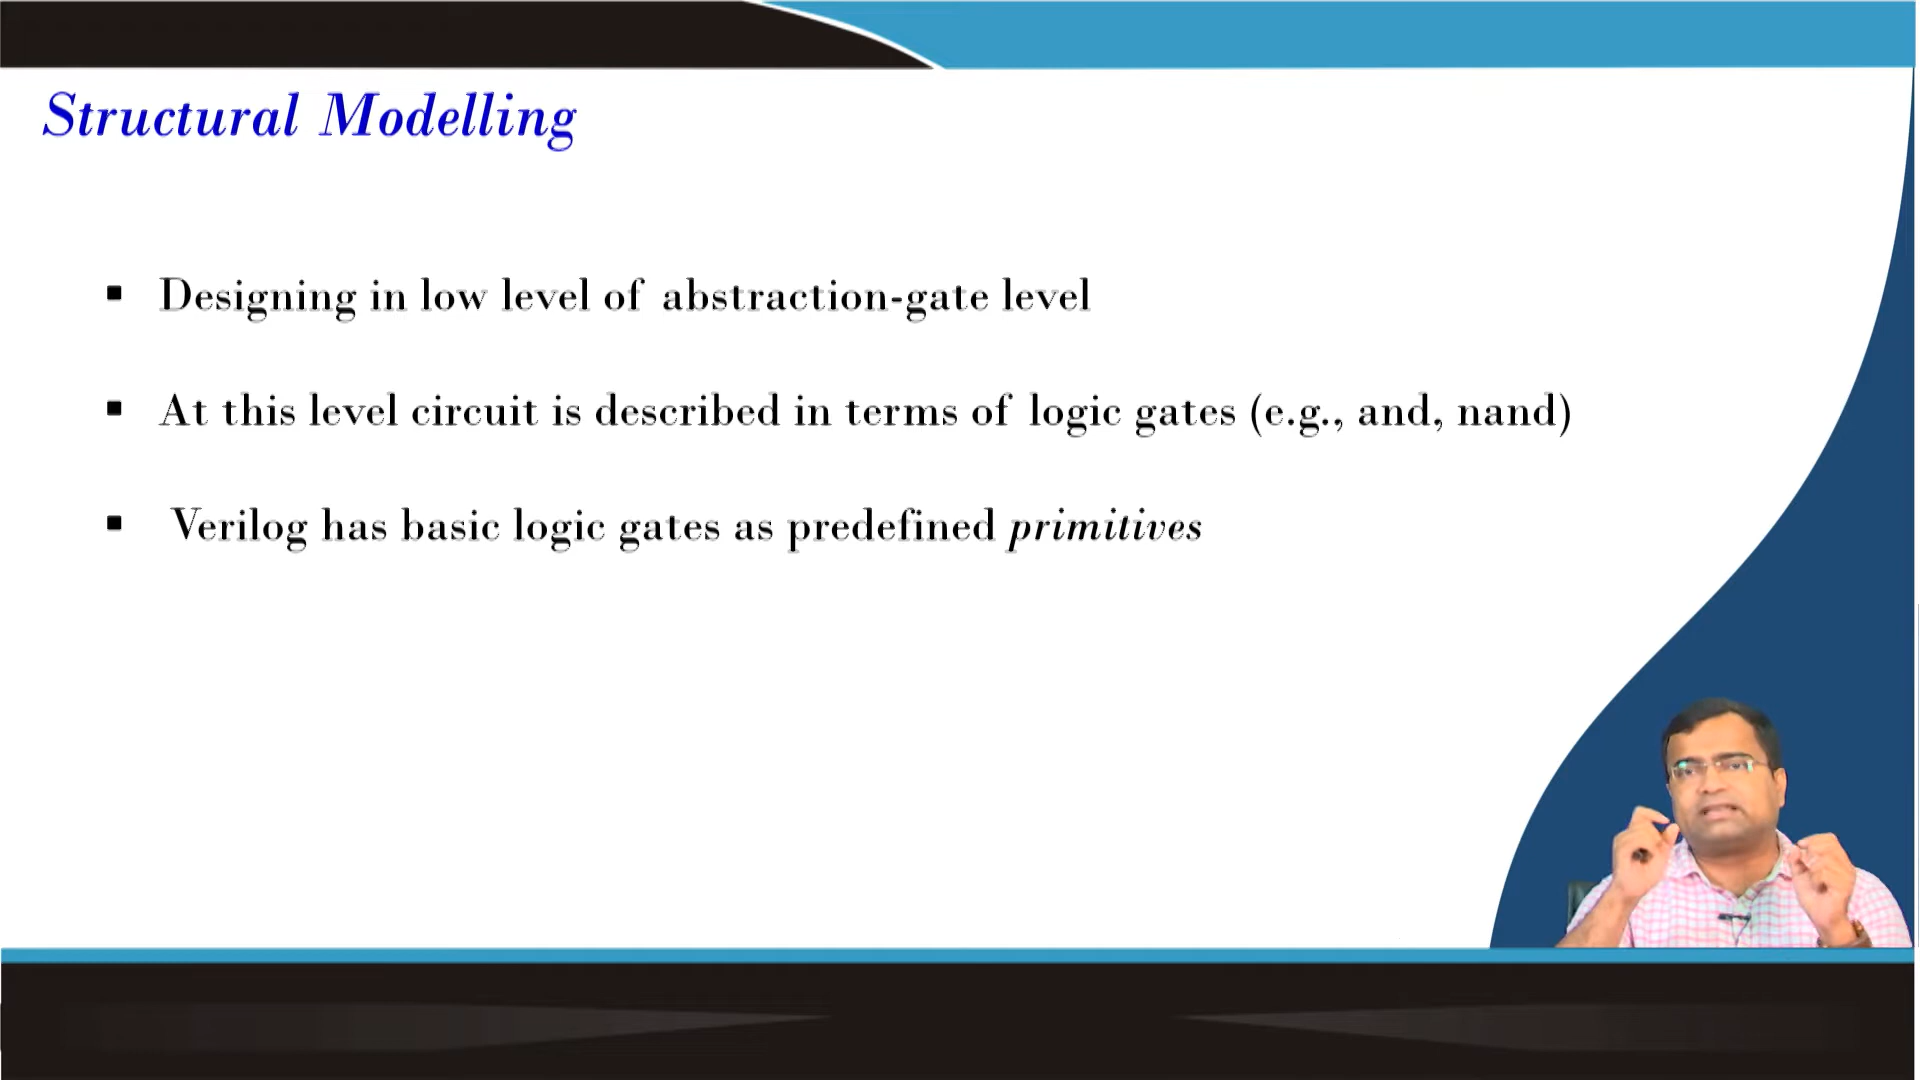 Structural Modelling
▪ Designing in low level of abstraction-gate level
▪ At this level circuit is described in terms of logic gates (e.g., and, nand)
▪ Verilog has basic logic gates as predefined primitives